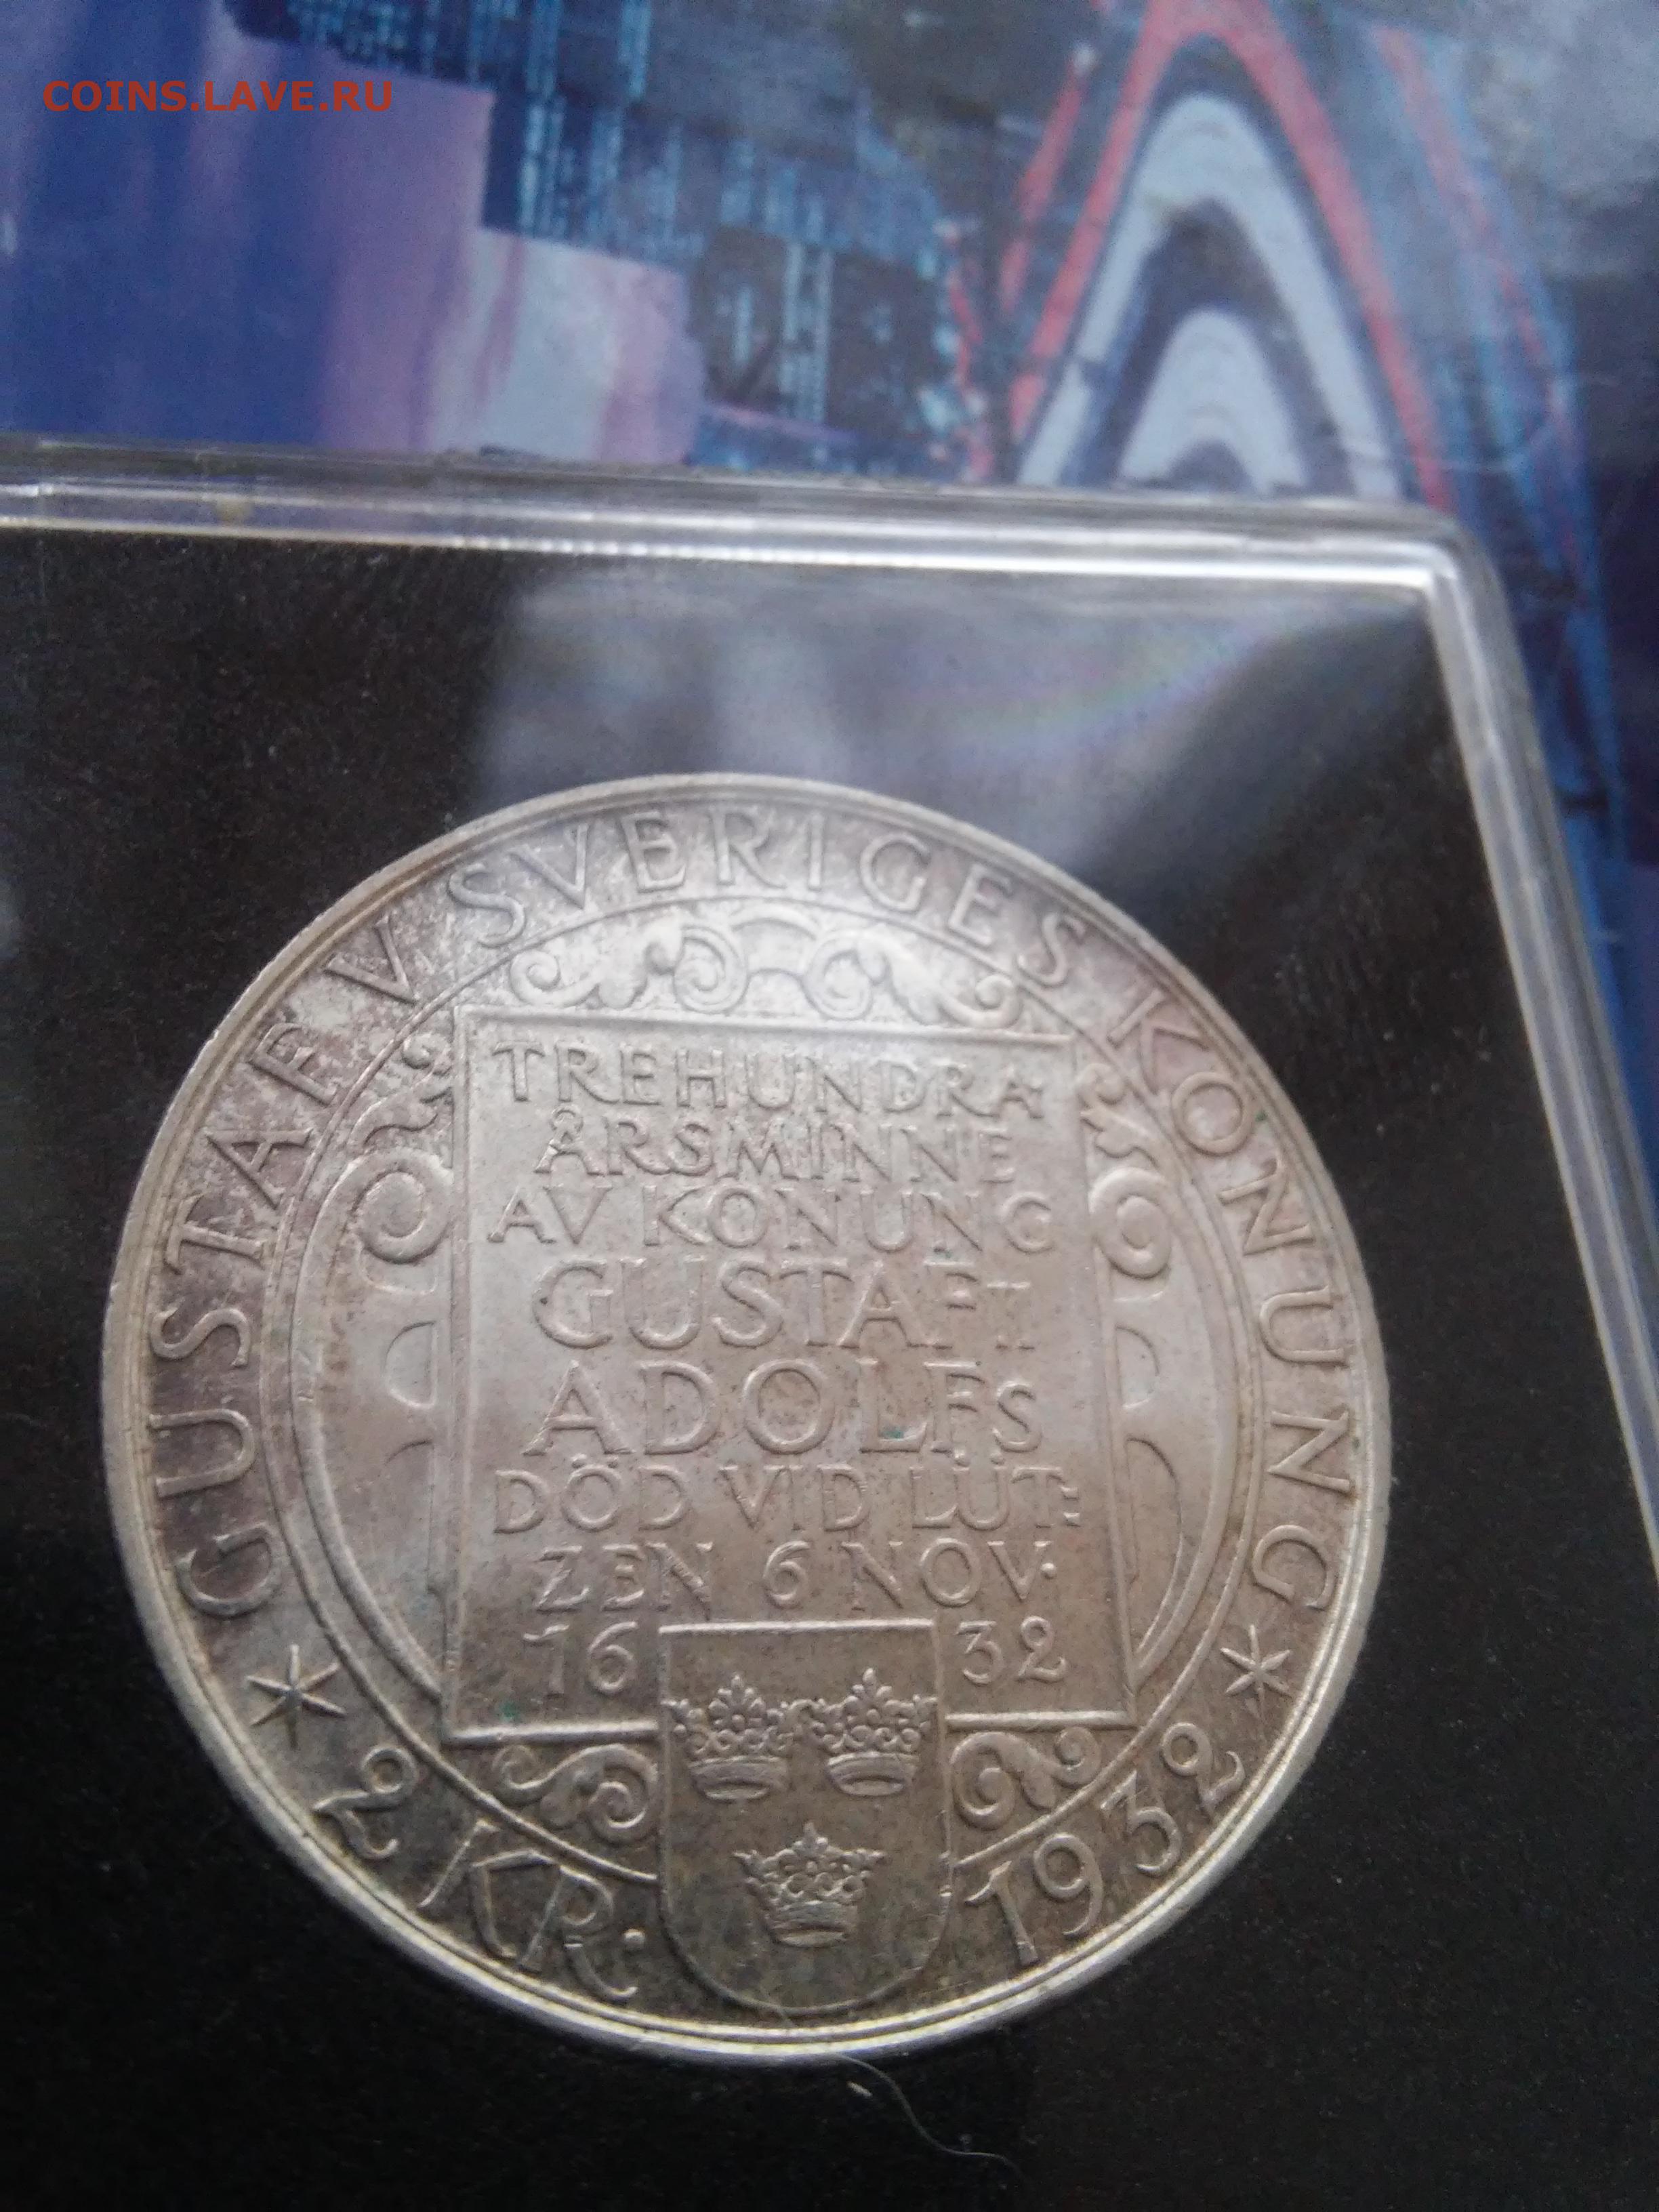 COINS.LAVE.RU
GUSTAF V SVERIGES KONUNG
TREHUNDRA
ÅRSMINNE
AV KONUNG
GUSTAF II
ADOLFS
DÖD VID LÜT:
ZEN 6 NOV.
16 32
2 KR. 1932